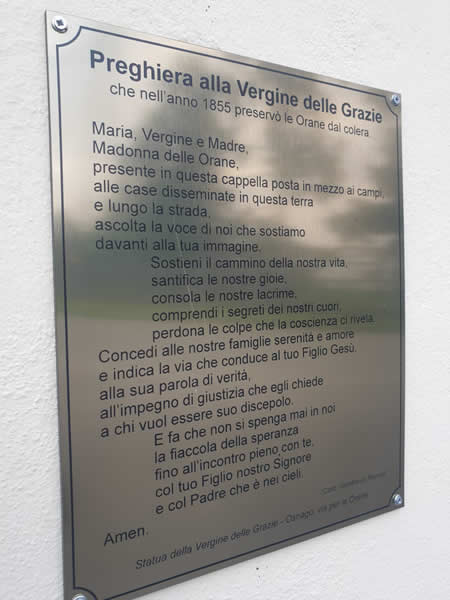 Preghiera alla Vergine delle Grazie
che nell'anno 1855 preservò le Orane dal colera
Maria, Vergine e Madre,
Madonna delle Orane,
presente in questa cappella posta in mezzo ai campi,
alle case disseminate in questa terra
e lungo la strada,
ascolta la voce di noi che sostiamo
davanti alla tua immagine.
Sostieni il cammino della nostra vita,
santifica le nostre gioie,
consola le nostre lacrime,
comprendi i segreti dei nostri cuori,
perdona le colpe che la coscienza ci rivela.
Concedi alle nostre famiglie serenità e amore
e indica la via che conduce al tuo Figlio Gesù,
alla sua parola di verità,
all'impegno di giustizia che egli chiede
a chi vuol essere suo discepolo.
E fa che non si spenga mai in noi
la fiaccola della speranza
fino all'incontro pieno con te,
col tuo Figlio nostro Signore
e col Padre che è nei cieli.
Amen.
Statua della Vergine delle Grazie - Osnago, via per le Orane